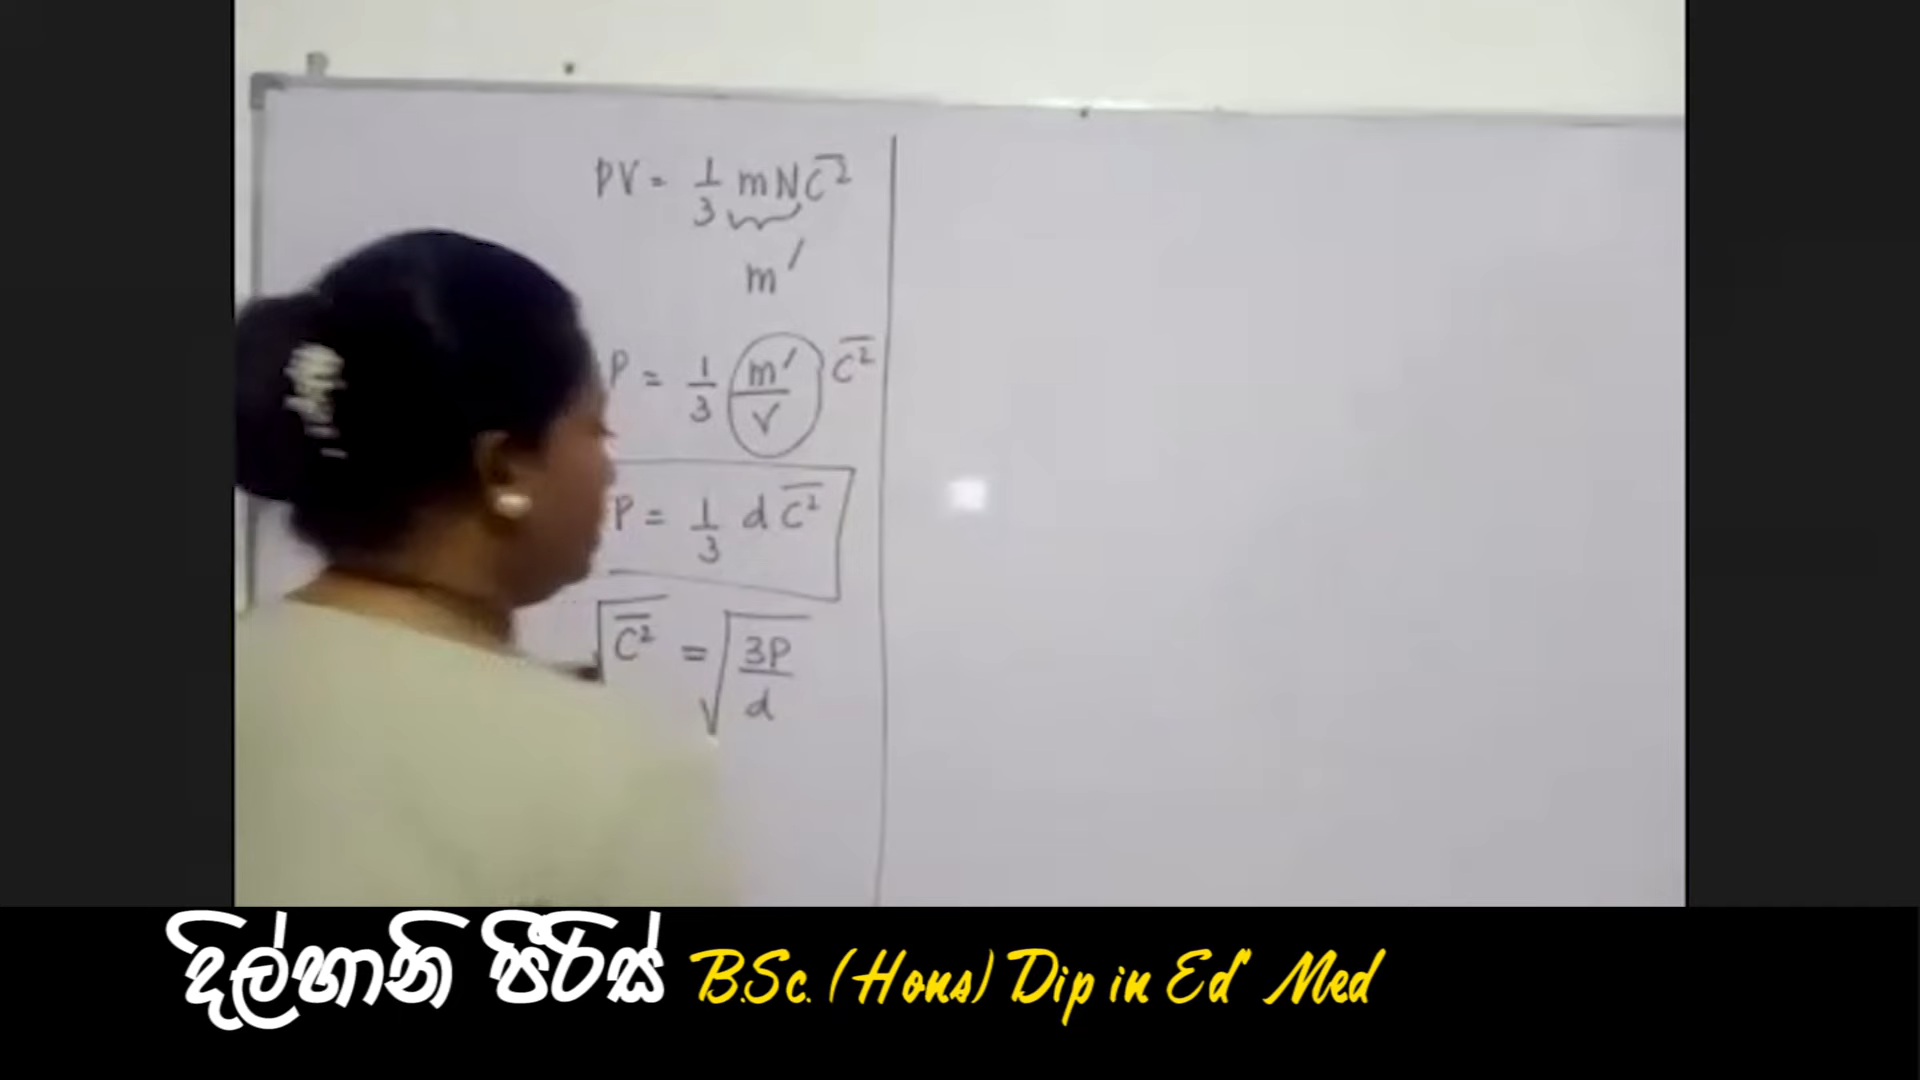 PV = 1/3 mNC̅²
m′
P = 1/3 m′/V C̅²
P = 1/3 d C̅²
√C̅² = √3P/d
දිල්හානි පීරිස් B.Sc. (Hons) Dip in Ed Med